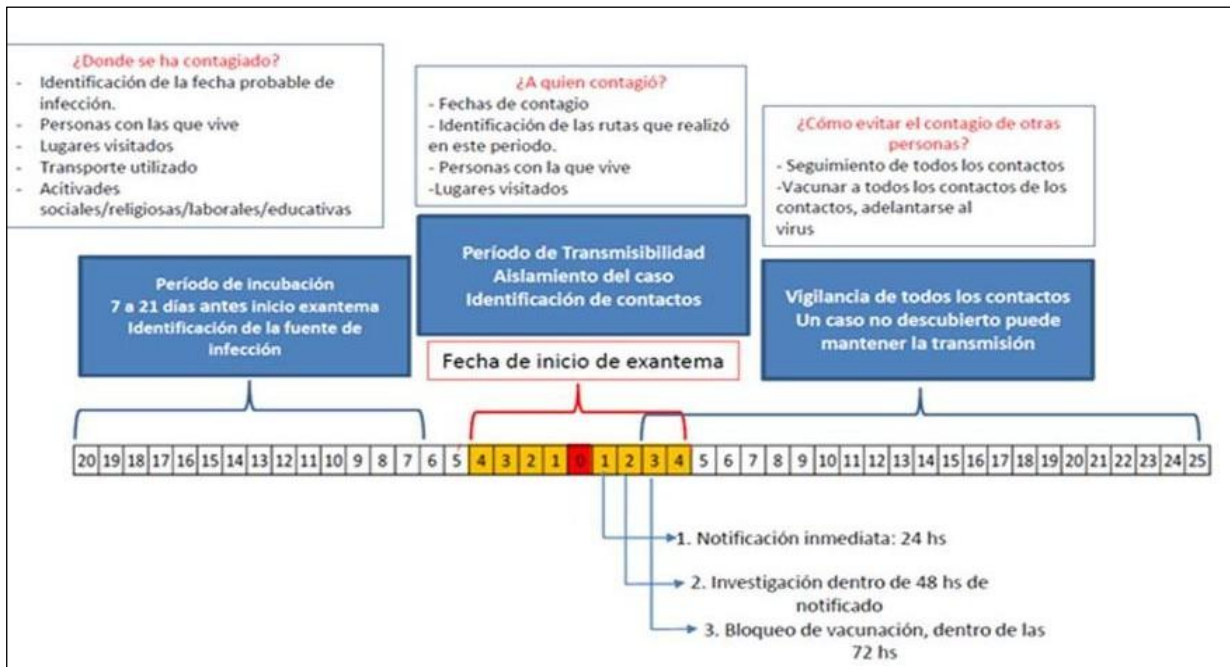 ¿Donde se ha contagiado?
- Identificación de la fecha probable de
infección.
- Personas con las que vive
- Lugares visitados
- Transporte utilizado
- Acitivades
sociales/religiosas/laborales/educativas
¿A quien contagió?
- Fechas de contagio
- Identificación de las rutas que realizó
en este periodo.
- Personas con la que vive
-Lugares visitados
¿Cómo evitar el contagio de otras
personas?
- Seguimiento de todos los contactos
-Vacunar a todos los contactos de los
contactos, adelantarse al
virus
Período de incubación
7 a 21 días antes inicio exantema
Identificación de la fuente de
infección
Período de Transmisibilidad
Aislamiento del caso
Identificación de contactos
Vigilancia de todos los contactos
Un caso no descubierto puede
mantener la transmisión
Fecha de inicio de exantema
20 19 18 17 16 15 14 13 12 11 10 9 8 7 6 5 4 3 2 1 0 1 2 3 4 5 6 7 8 9 10 11 12 13 14 15 16 17 18 19 20 21 22 23 24 25
1. Notificación inmediata: 24 hs
2. Investigación dentro de 48 hs de
notificado
3. Bloqueo de vacunación, dentro de las
72 hs